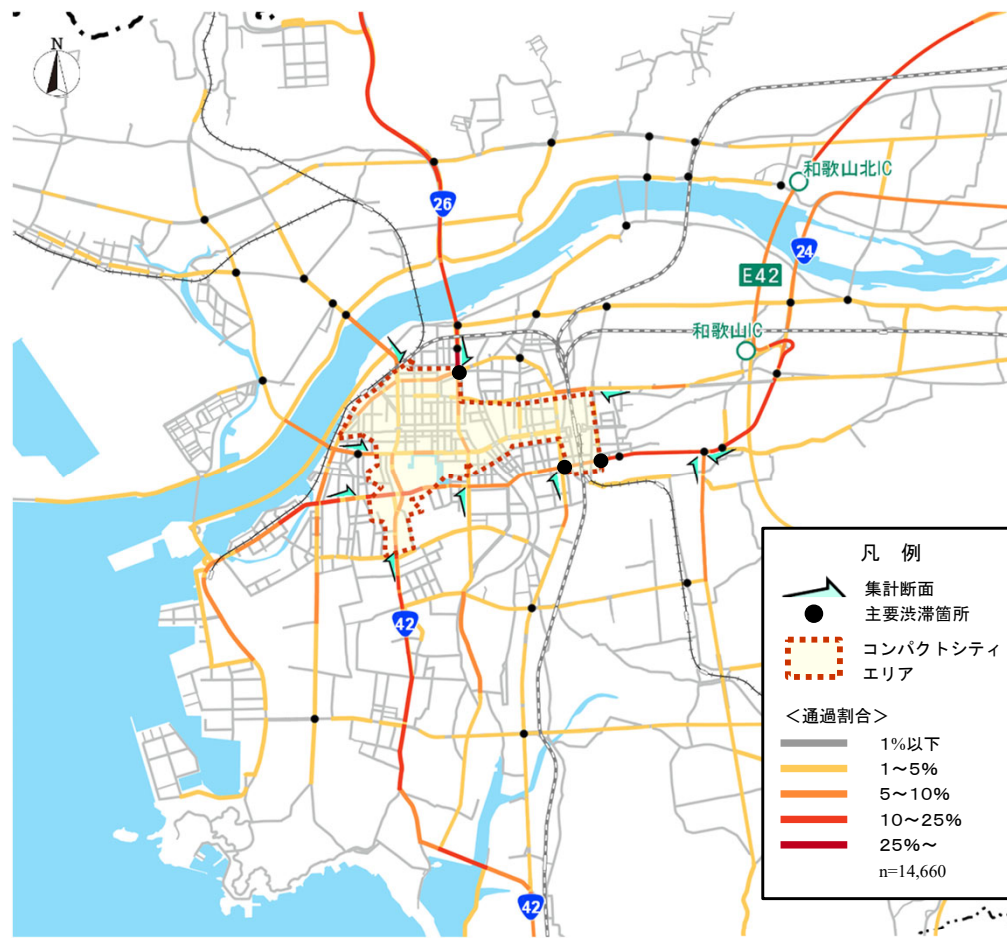 N
和歌山北IC
26
24
E42
和歌山IC
42
42
凡 例
集計断面
主要渋滞箇所
コンパクトシティ
エリア
＜通過割合＞
1%以下
1～5%
5～10%
10～25%
25%～
n=14,660